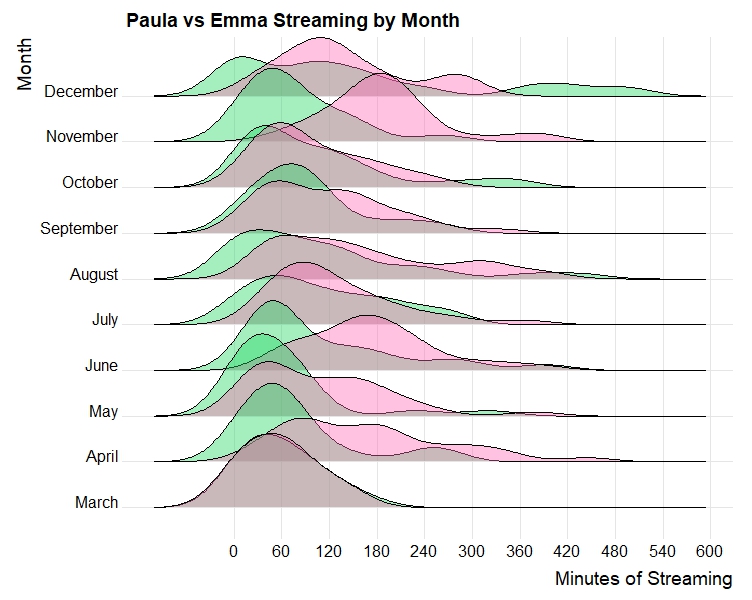 Paula vs Emma Streaming by Month
Month
December
November
October
September
August
July
June
May
April
March
0 60 120 180 240 300 360 420 480 540 600
Minutes of Streaming